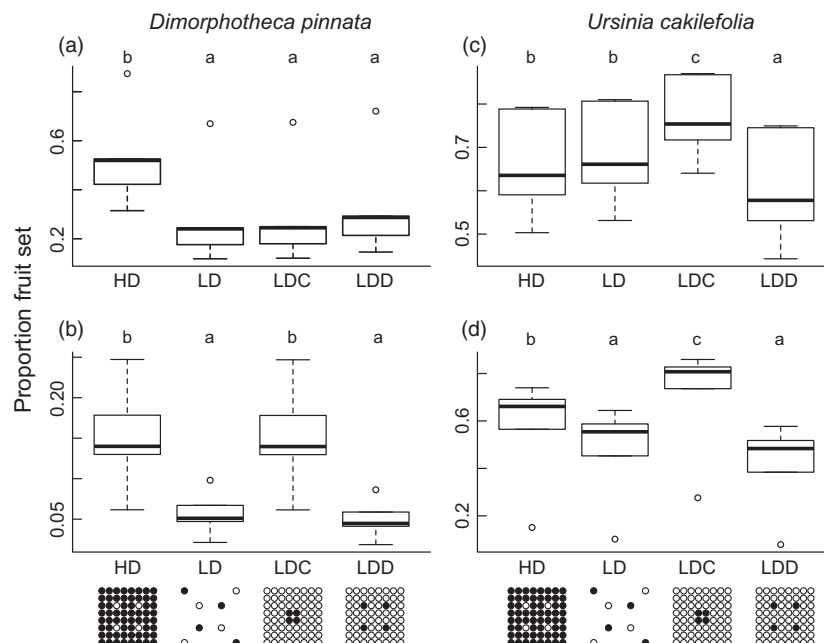 Dimorphotheca pinnata
Ursinia cakilefolia
Proportion fruit set
(a)
b a a a
0.6
0.2
HD LD LDC LDD
(c)
b b c a
0.7
0.5
HD LD LDC LDD
(b)
b a b a
0.20
0.05
HD LD LDC LDD
(d)
b a c a
0.6
0.2
HD LD LDC LDD